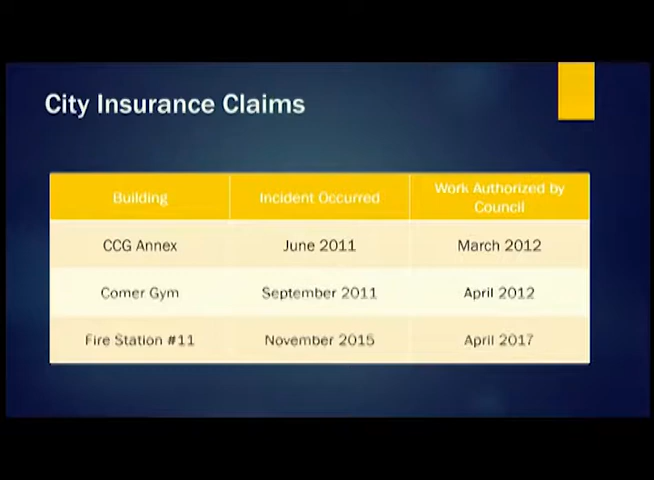 City Insurance Claims
Building Incident Occurred Work Authorized by Council
CCG Annex June 2011 March 2012
Comer Gym September 2011 April 2012
Fire Station #11 November 2015 April 2017